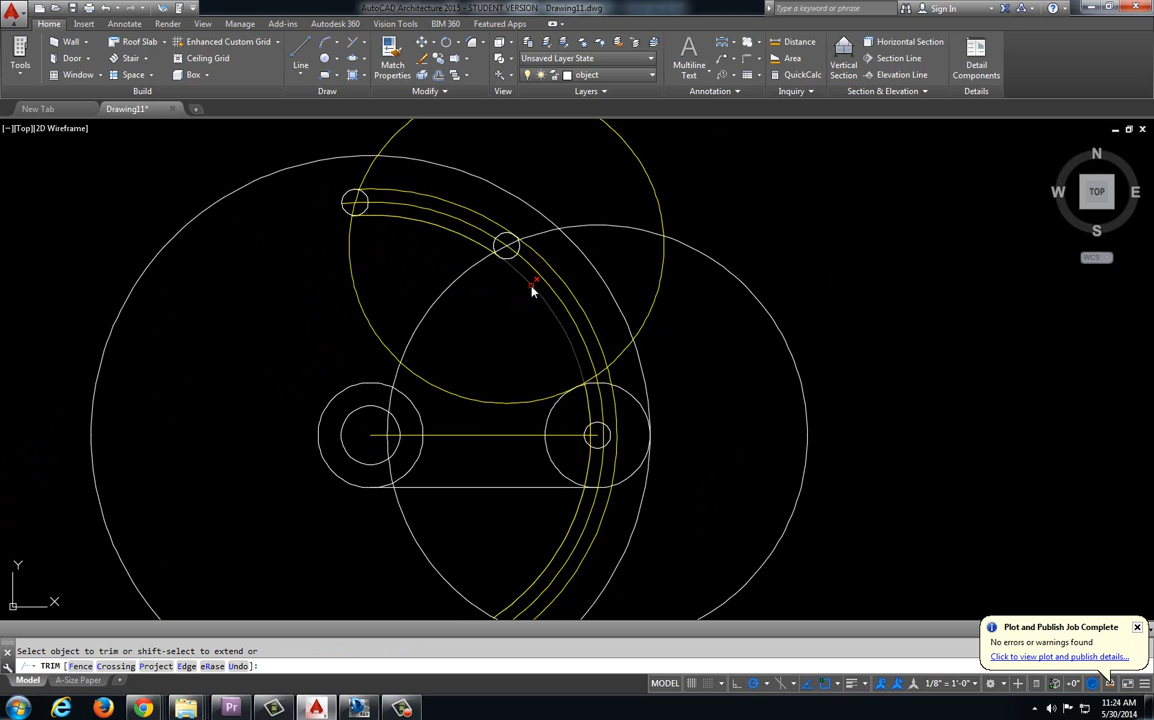 AutoCAD Architecture 2015 - STUDENT VERSION Drawing11.dwg
Type a keyword or phrase
Sign In
Home Insert Annotate Render View Manage Add-ins Autodesk 360 Vision Tools BIM 360 Featured Apps
Tools
Wall Roof Slab Enhanced Custom Grid
Door Stair Ceiling Grid
Window Space Box
Build
Line
Draw
Match Properties
Modify
View
Unsaved Layer State
object
Layers
Multiline Text
Annotation
Distance
Area
QuickCalc
Inquiry
Vertical Section
Horizontal Section
Section Line
Elevation Line
Section & Elevation
Detail Components
Details
New Tab Drawing11*
[−][Top][2D Wireframe]
N
W TOP E
S
WCS
Y
X
Select object to trim or shift-select to extend or
TRIM [Fence Crossing Project Edge eRase Undo]:
Plot and Publish Job Complete
No errors or warnings found
Click to view plot and publish details...
Model A-Size Paper
MODEL 1/8" = 1'-0" +0"
Pr
11:24 AM
5/30/2014